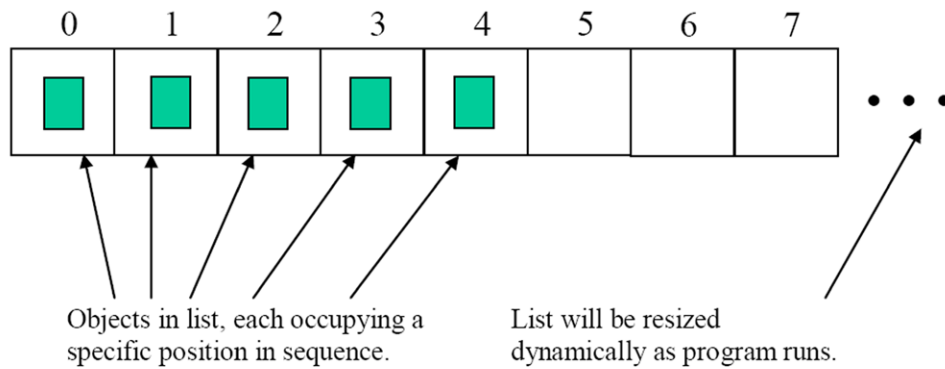 0 1 2 3 4 5 6 7
Objects in list, each occupying a
specific position in sequence.
List will be resized
dynamically as program runs.